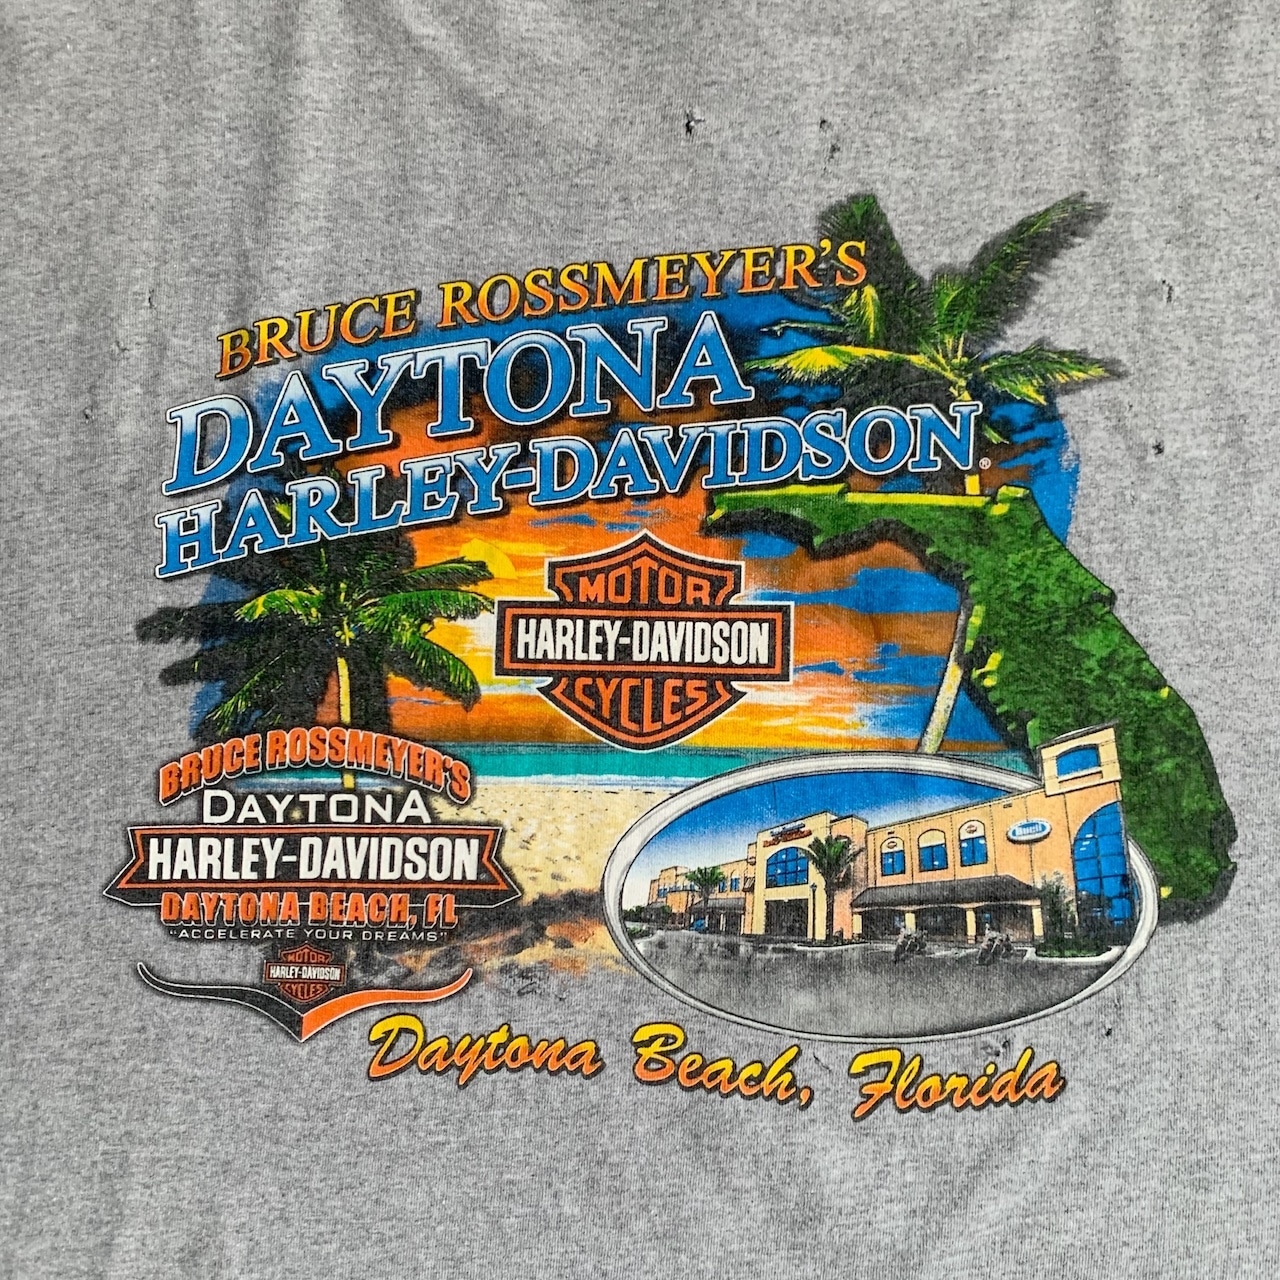 BRUCE ROSSMEYER'S
DAYTONA
HARLEY-DAVIDSON®
MOTOR
HARLEY-DAVIDSON
CYCLES
BRUCE ROSSMEYER'S
DAYTONA
HARLEY-DAVIDSON
DAYTONA BEACH, FL
"ACCELERATE YOUR DREAMS"
MOTOR
HARLEY-DAVIDSON
CYCLES
Buell
Daytona Beach, Florida